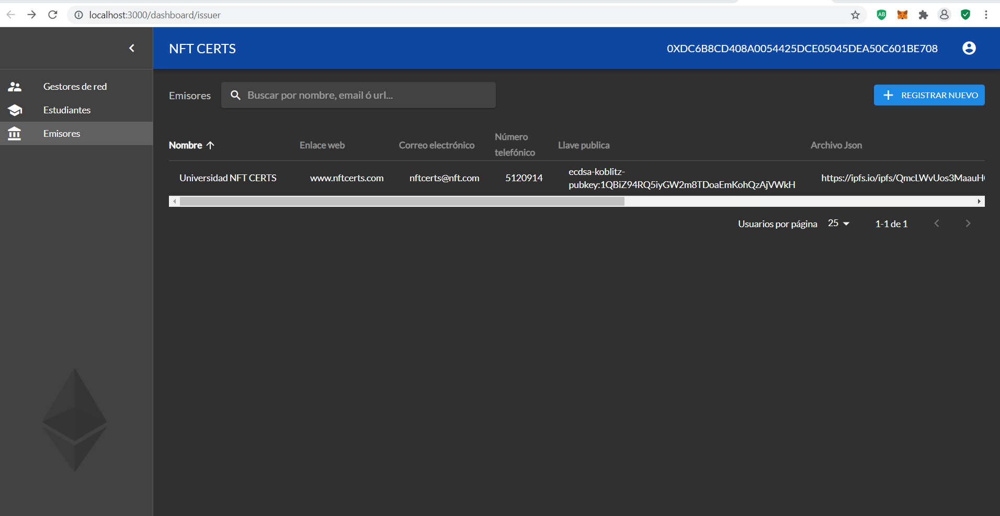 localhost:3000/dashboard/issuer
AB
NFT CERTS
0XDC6B8CD408A0054425DCE05045DEA50C601BE708
Gestores de red
Estudiantes
Emisores
Emisores
Buscar por nombre, email ó url...
REGISTRAR NUEVO
Nombre
Enlace web
Correo electrónico
Número
telefónico
Llave publica
Archivo Json
Universidad NFT CERTS
www.nftcerts.com
nftcerts@nft.com
5120914
ecdsa-koblitz-
pubkey:1QBiZ94RQ5iyGW2m8TDoaEmKohQzAjVWkH
https://ipfs.io/ipfs/QmcLWvUos3MaauH
Usuarios por página
25
1-1 de 1